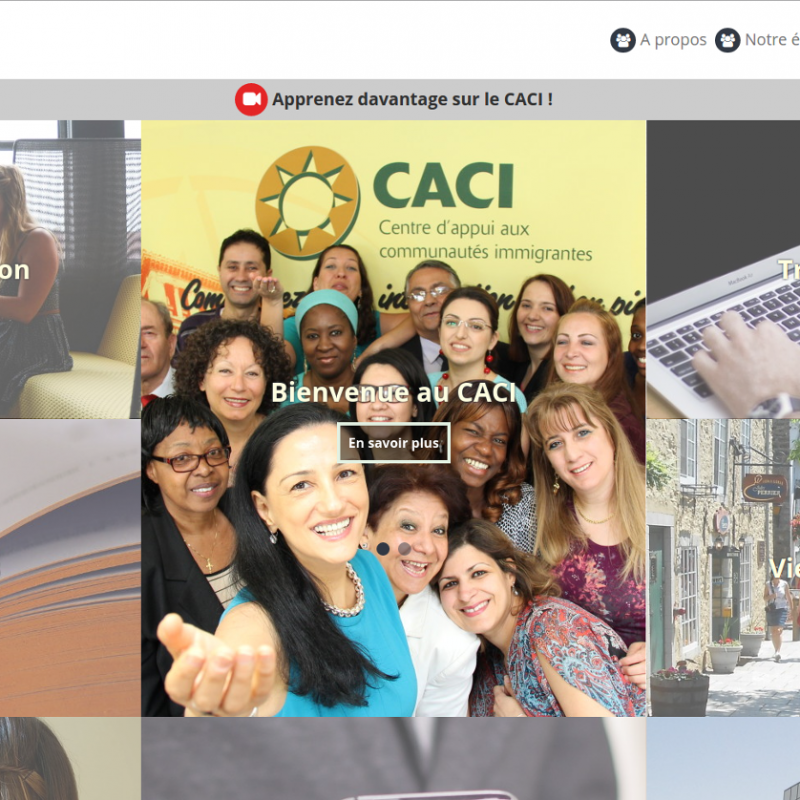 A propos
Notre é
Apprenez davantage sur le CACI !
CACI
Centre d'appui aux
communautés immigrantes
on
Tr
Bienvenue au CACI
En savoir plus
Vie